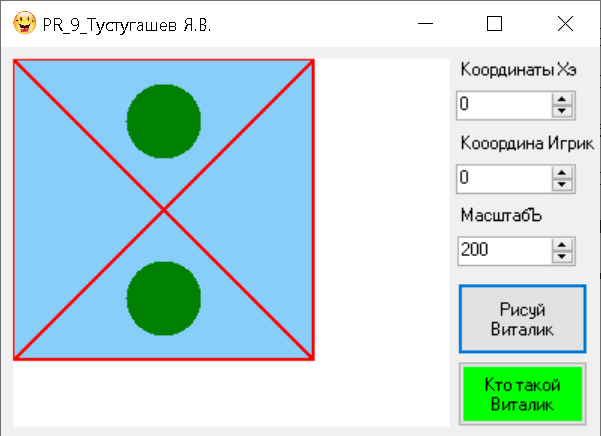 PR_9_Тустугашев Я.В.
Координаты Хэ
0
Кооордина Игрик
0
МасштабЪ
200
Рисуй
Виталик
Кто такой
Виталик